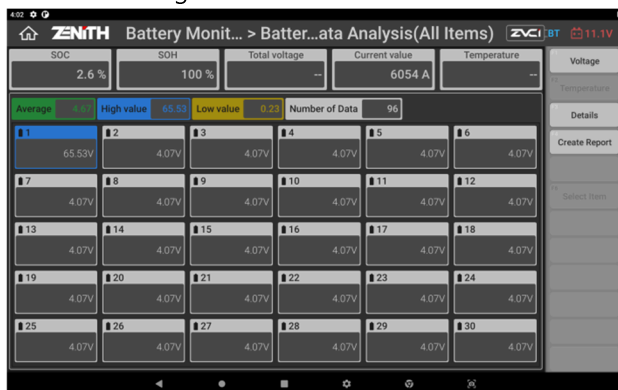 4:02
ZENITH Battery Monit... > Batter...ata Analysis(All Items) ZVCI BT 11.1V
SOC SOH Total voltage Current value Temperature
2.6 % 100 % -- 6054 A --
Voltage
Temperature
Average 4.67 High value 65.53 Low value 0.23 Number of Data 96
Details
1 2 3 4 5 6
Create Report
65.53V 4.07V 4.07V 4.07V 4.07V 4.07V
7 8 9 10 11 12
Select Item
4.07V 4.07V 4.07V 4.07V 4.07V 4.07V
13 14 15 16 17 18
4.07V 4.07V 4.07V 4.07V 4.07V 4.07V
19 20 21 22 23 24
4.07V 4.07V 4.07V 4.07V 4.07V 4.07V
25 26 27 28 29 30
4.07V 4.07V 4.07V 4.07V 4.07V 4.07V